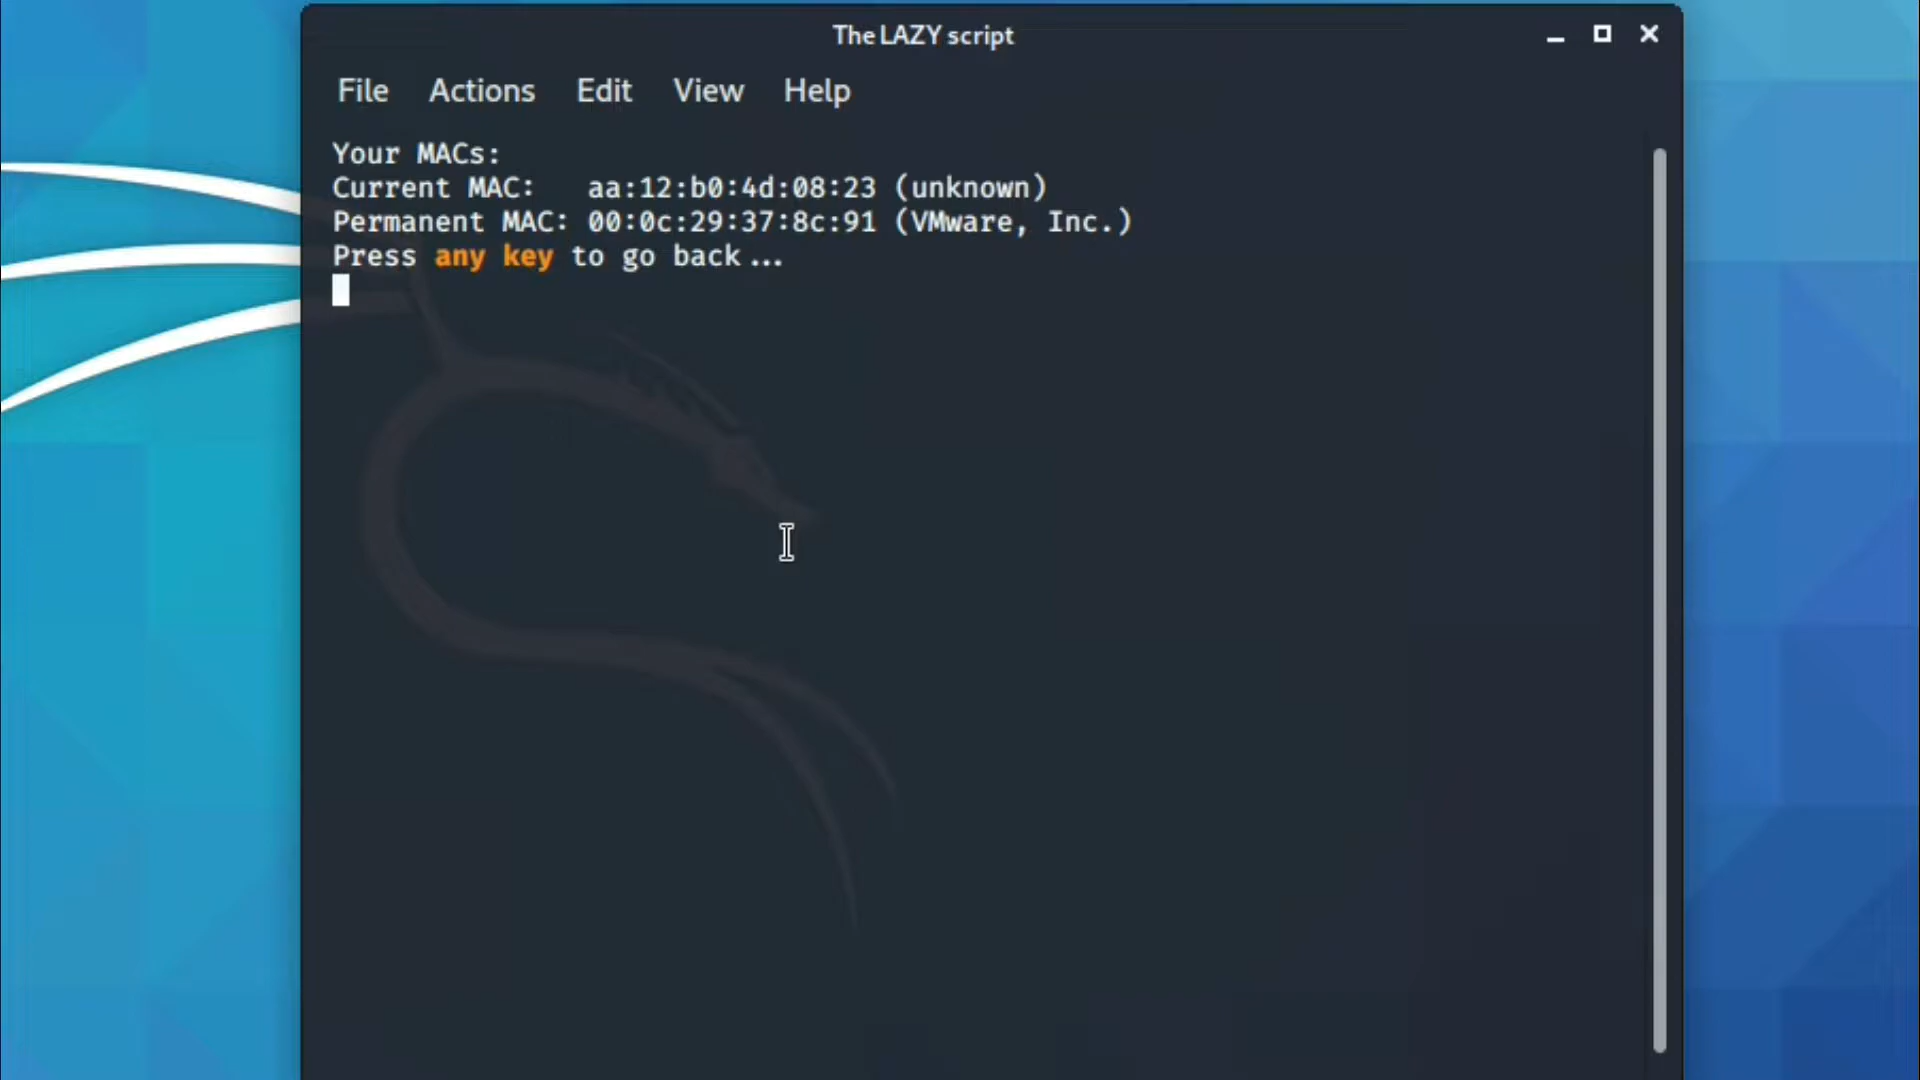 The LAZY script
File Actions Edit View Help
Your MACs:
Current MAC: aa:12:b0:4d:08:23 (unknown)
Permanent MAC: 00:0c:29:37:8c:91 (VMware, Inc.)
Press any key to go back...